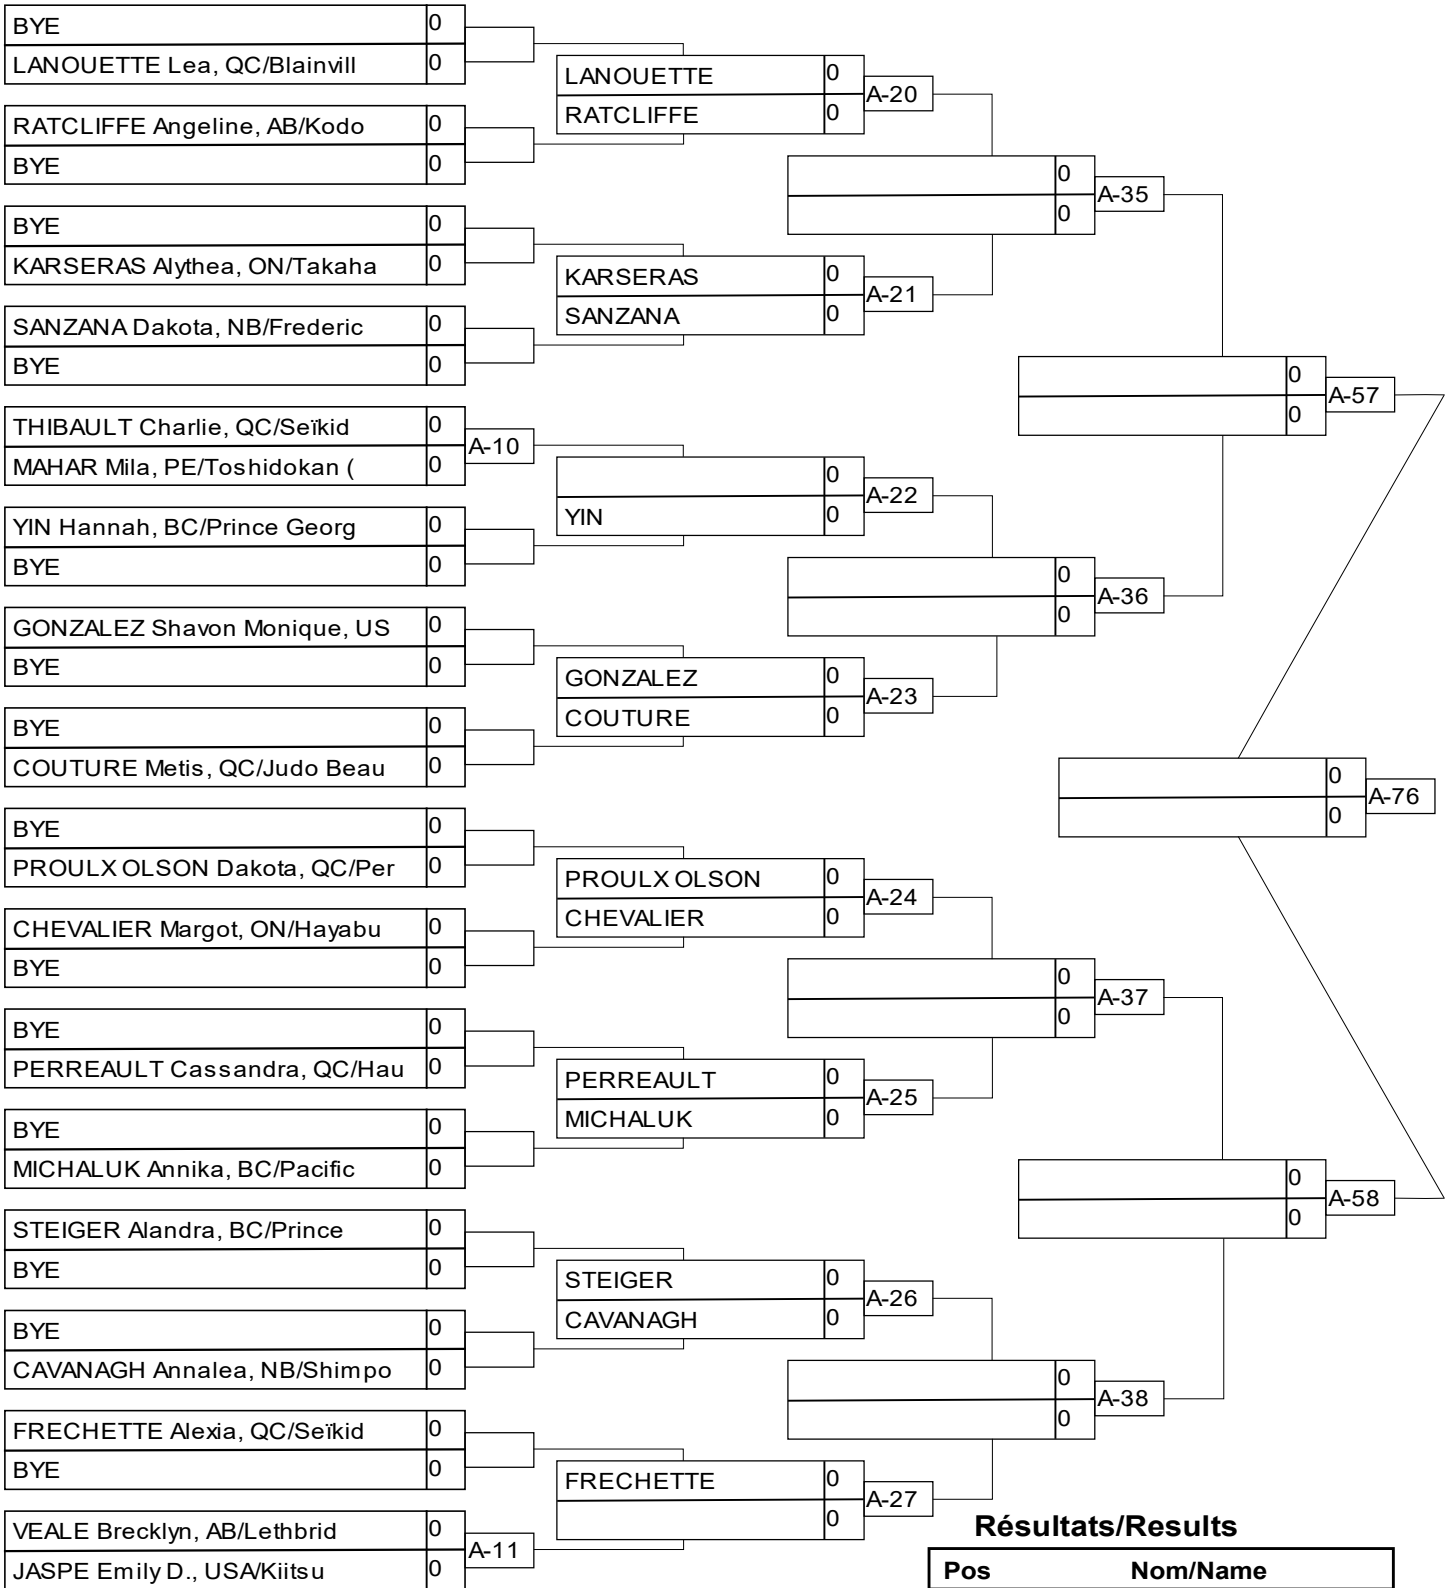 BYE 0
LANOUETTE Lea, QC/Blainvill 0
RATCLIFFE Angeline, AB/Kodo 0
BYE 0
BYE 0
KARSERAS Alythea, ON/Takaha 0
SANZANA Dakota, NB/Frederic 0
BYE 0
THIBAULT Charlie, QC/Seïkid 0
MAHAR Mila, PE/Toshidokan ( 0
A-10
YIN Hannah, BC/Prince Georg 0
BYE 0
GONZALEZ Shavon Monique, US 0
BYE 0
BYE 0
COUTURE Metis, QC/Judo Beau 0
BYE 0
PROULX OLSON Dakota, QC/Per 0
CHEVALIER Margot, ON/Hayabu 0
BYE 0
BYE 0
PERREAULT Cassandra, QC/Hau 0
BYE 0
MICHALUK Annika, BC/Pacific 0
STEIGER Alandra, BC/Prince 0
BYE 0
BYE 0
CAVANAGH Annalea, NB/Shimpo 0
FRECHETTE Alexia, QC/Seïkid 0
BYE 0
VEALE Brecklyn, AB/Lethbrid 0
JASPE Emily D., USA/Kiitsu 0
A-11
LANOUETTE 0
RATCLIFFE 0
A-20
KARSERAS 0
SANZANA 0
A-21
0
YIN 0
A-22
GONZALEZ 0
COUTURE 0
A-23
PROULX OLSON 0
CHEVALIER 0
A-24
PERREAULT 0
MICHALUK 0
A-25
STEIGER 0
CAVANAGH 0
A-26
FRECHETTE 0
0
A-27
0
0
A-35
0
0
A-36
0
0
A-37
0
0
A-38
0
0
A-57
0
0
A-58
0
0
A-76
Résultats/Results
Pos Nom/Name